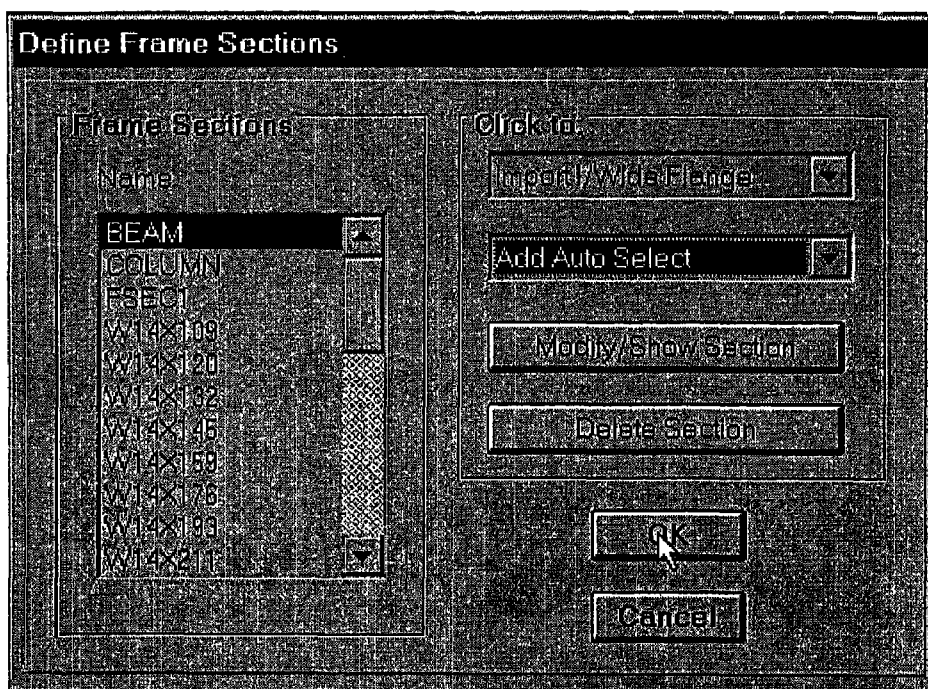 Define Frame Sections
Frame Sections
Name
BEAM
COLUMN
FSEC1
W14X109
W14X120
W14X132
W14X145
W14X159
W14X176
W14X193
W14X211
Click to:
Import I/Wide Flange
Add Auto Select
Modify/Show Section
Delete Section
OK
Cancel